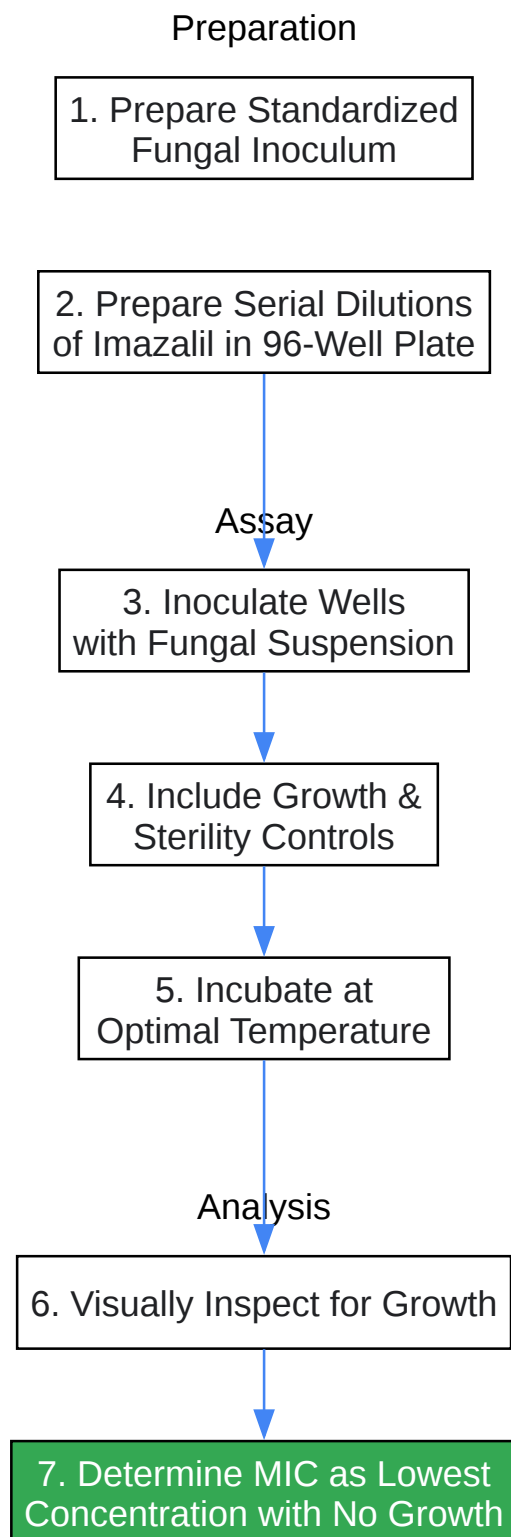 Preparation
1. Prepare Standardized
Fungal Inoculum
2. Prepare Serial Dilutions
of Imazalil in 96-Well Plate
Assay
3. Inoculate Wells
with Fungal Suspension
4. Include Growth &
Sterility Controls
5. Incubate at
Optimal Temperature
Analysis
6. Visually Inspect for Growth
7. Determine MIC as Lowest
Concentration with No Growth